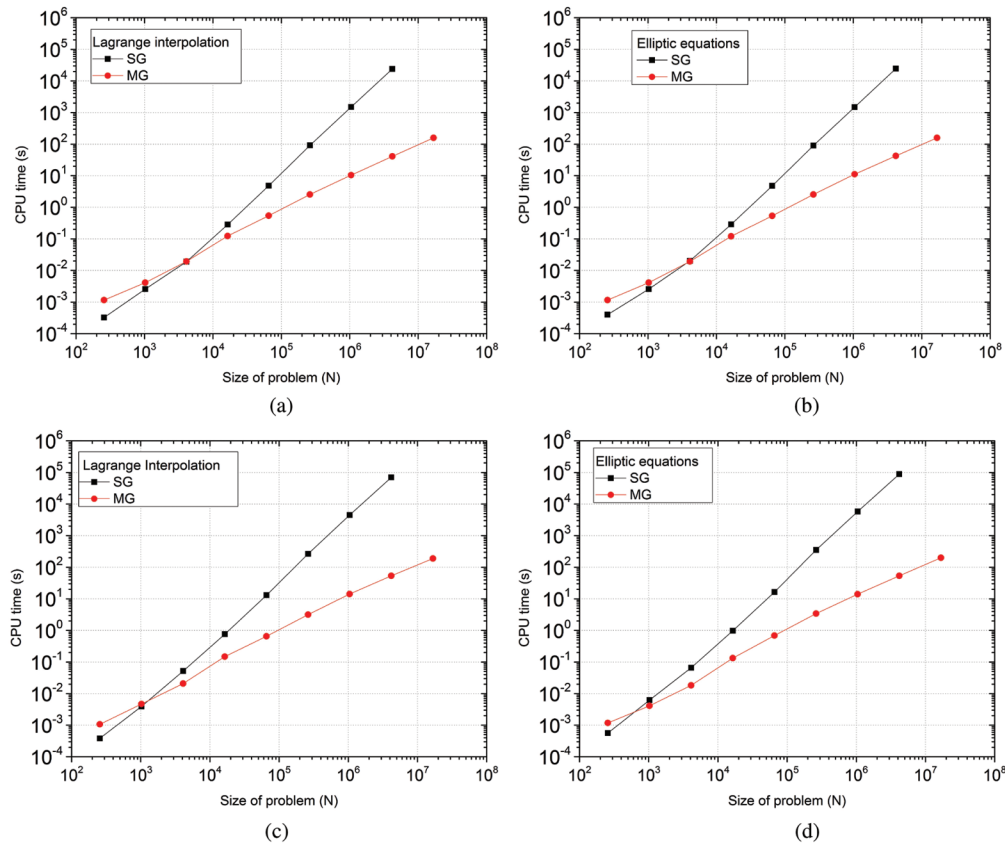 10^6
10^5
10^4
10^3
10^2
10^1
10^0
10^-1
10^-2
10^-3
10^-4
CPU time (s)
Lagrange interpolation
SG
MG
10^2 10^3 10^4 10^5 10^6 10^7 10^8
Size of problem (N)
(a)
10^6
10^5
10^4
10^3
10^2
10^1
10^0
10^-1
10^-2
10^-3
10^-4
CPU time (s)
Elliptic equations
SG
MG
10^2 10^3 10^4 10^5 10^6 10^7 10^8
Size of problem (N)
(b)
10^6
10^5
10^4
10^3
10^2
10^1
10^0
10^-1
10^-2
10^-3
10^-4
CPU time (s)
Lagrange Interpolation
SG
MG
10^2 10^3 10^4 10^5 10^6 10^7 10^8
Size of problem (N)
(c)
10^6
10^5
10^4
10^3
10^2
10^1
10^0
10^-1
10^-2
10^-3
10^-4
CPU time (s)
Elliptic equations
SG
MG
10^2 10^3 10^4 10^5 10^6 10^7 10^8
Size of problem (N)
(d)